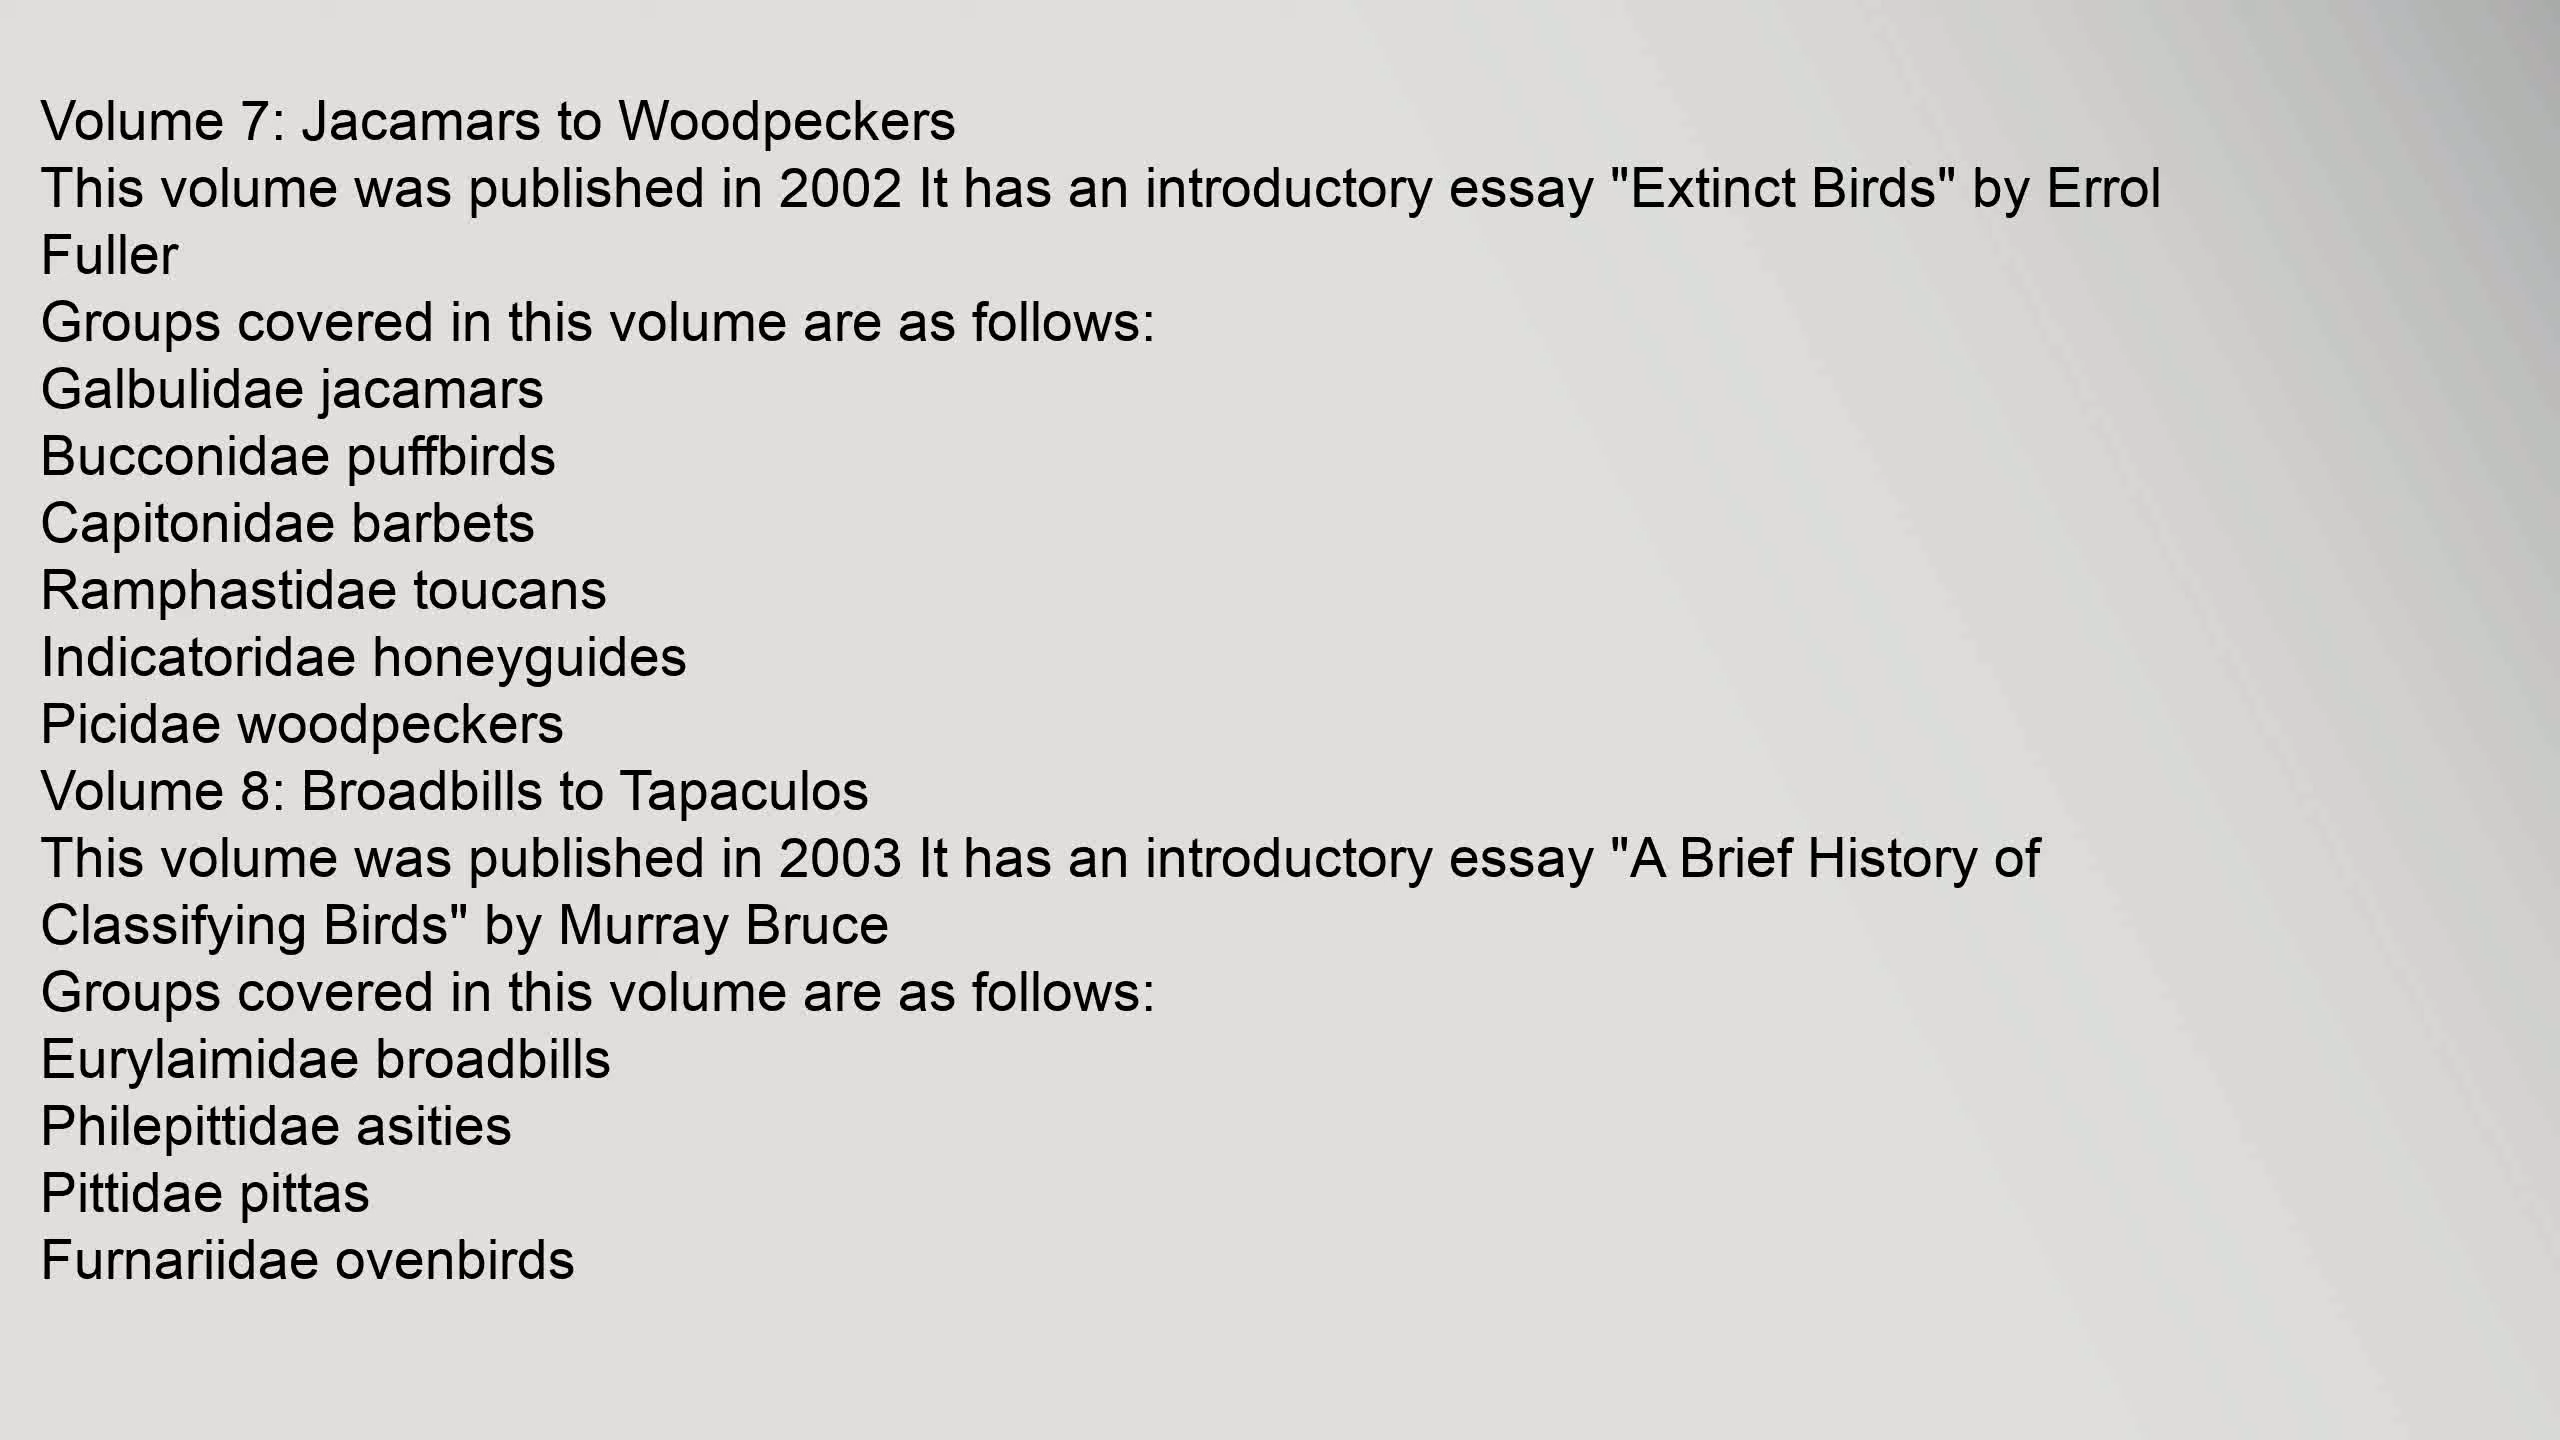 Volume 7: Jacamars to Woodpeckers
This volume was published in 2002 It has an introductory essay "Extinct Birds" by Errol
Fuller
Groups covered in this volume are as follows:
Galbulidae jacamars
Bucconidae puffbirds
Capitonidae barbets
Ramphastidae toucans
Indicatoridae honeyguides
Picidae woodpeckers
Volume 8: Broadbills to Tapaculos
This volume was published in 2003 It has an introductory essay "A Brief History of
Classifying Birds" by Murray Bruce
Groups covered in this volume are as follows:
Eurylaimidae broadbills
Philepittidae asities
Pittidae pittas
Furnariidae ovenbirds